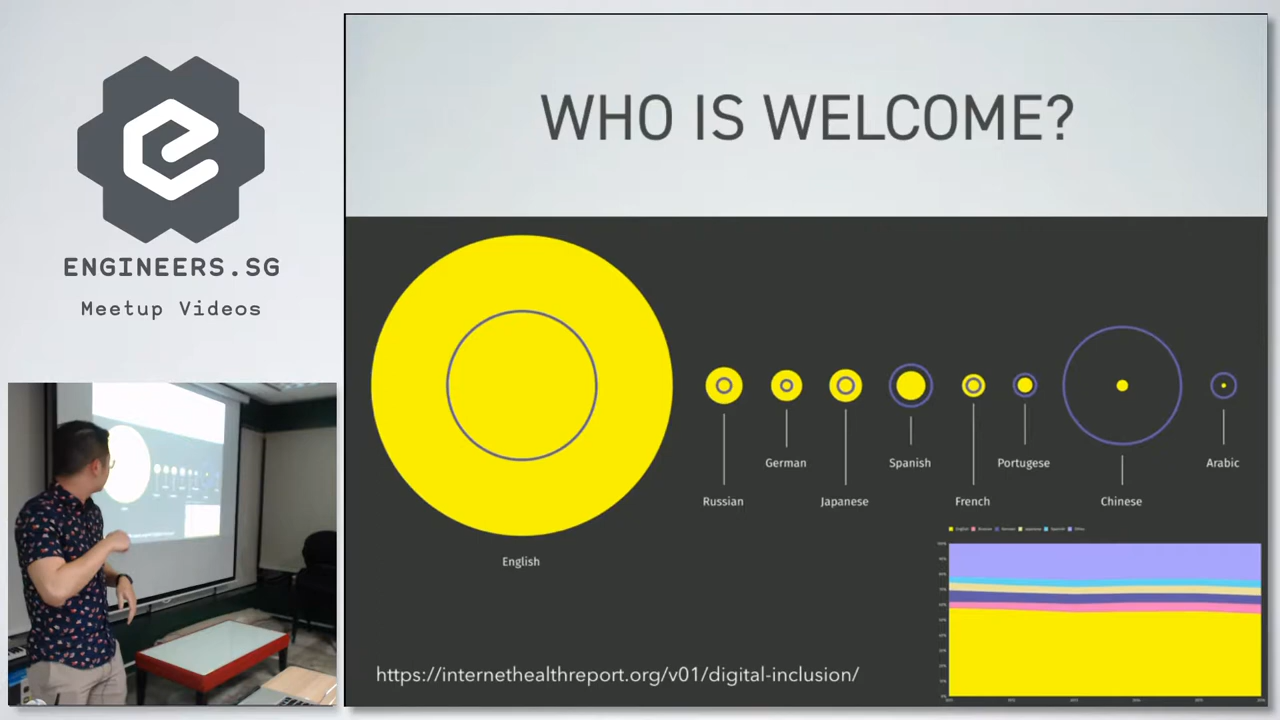 ENGINEERS.SG
Meetup Videos
WHO IS WELCOME?
English
Russian
German
Japanese
Spanish
French
Portugese
Chinese
Arabic
https://internethealthreport.org/v01/digital-inclusion/